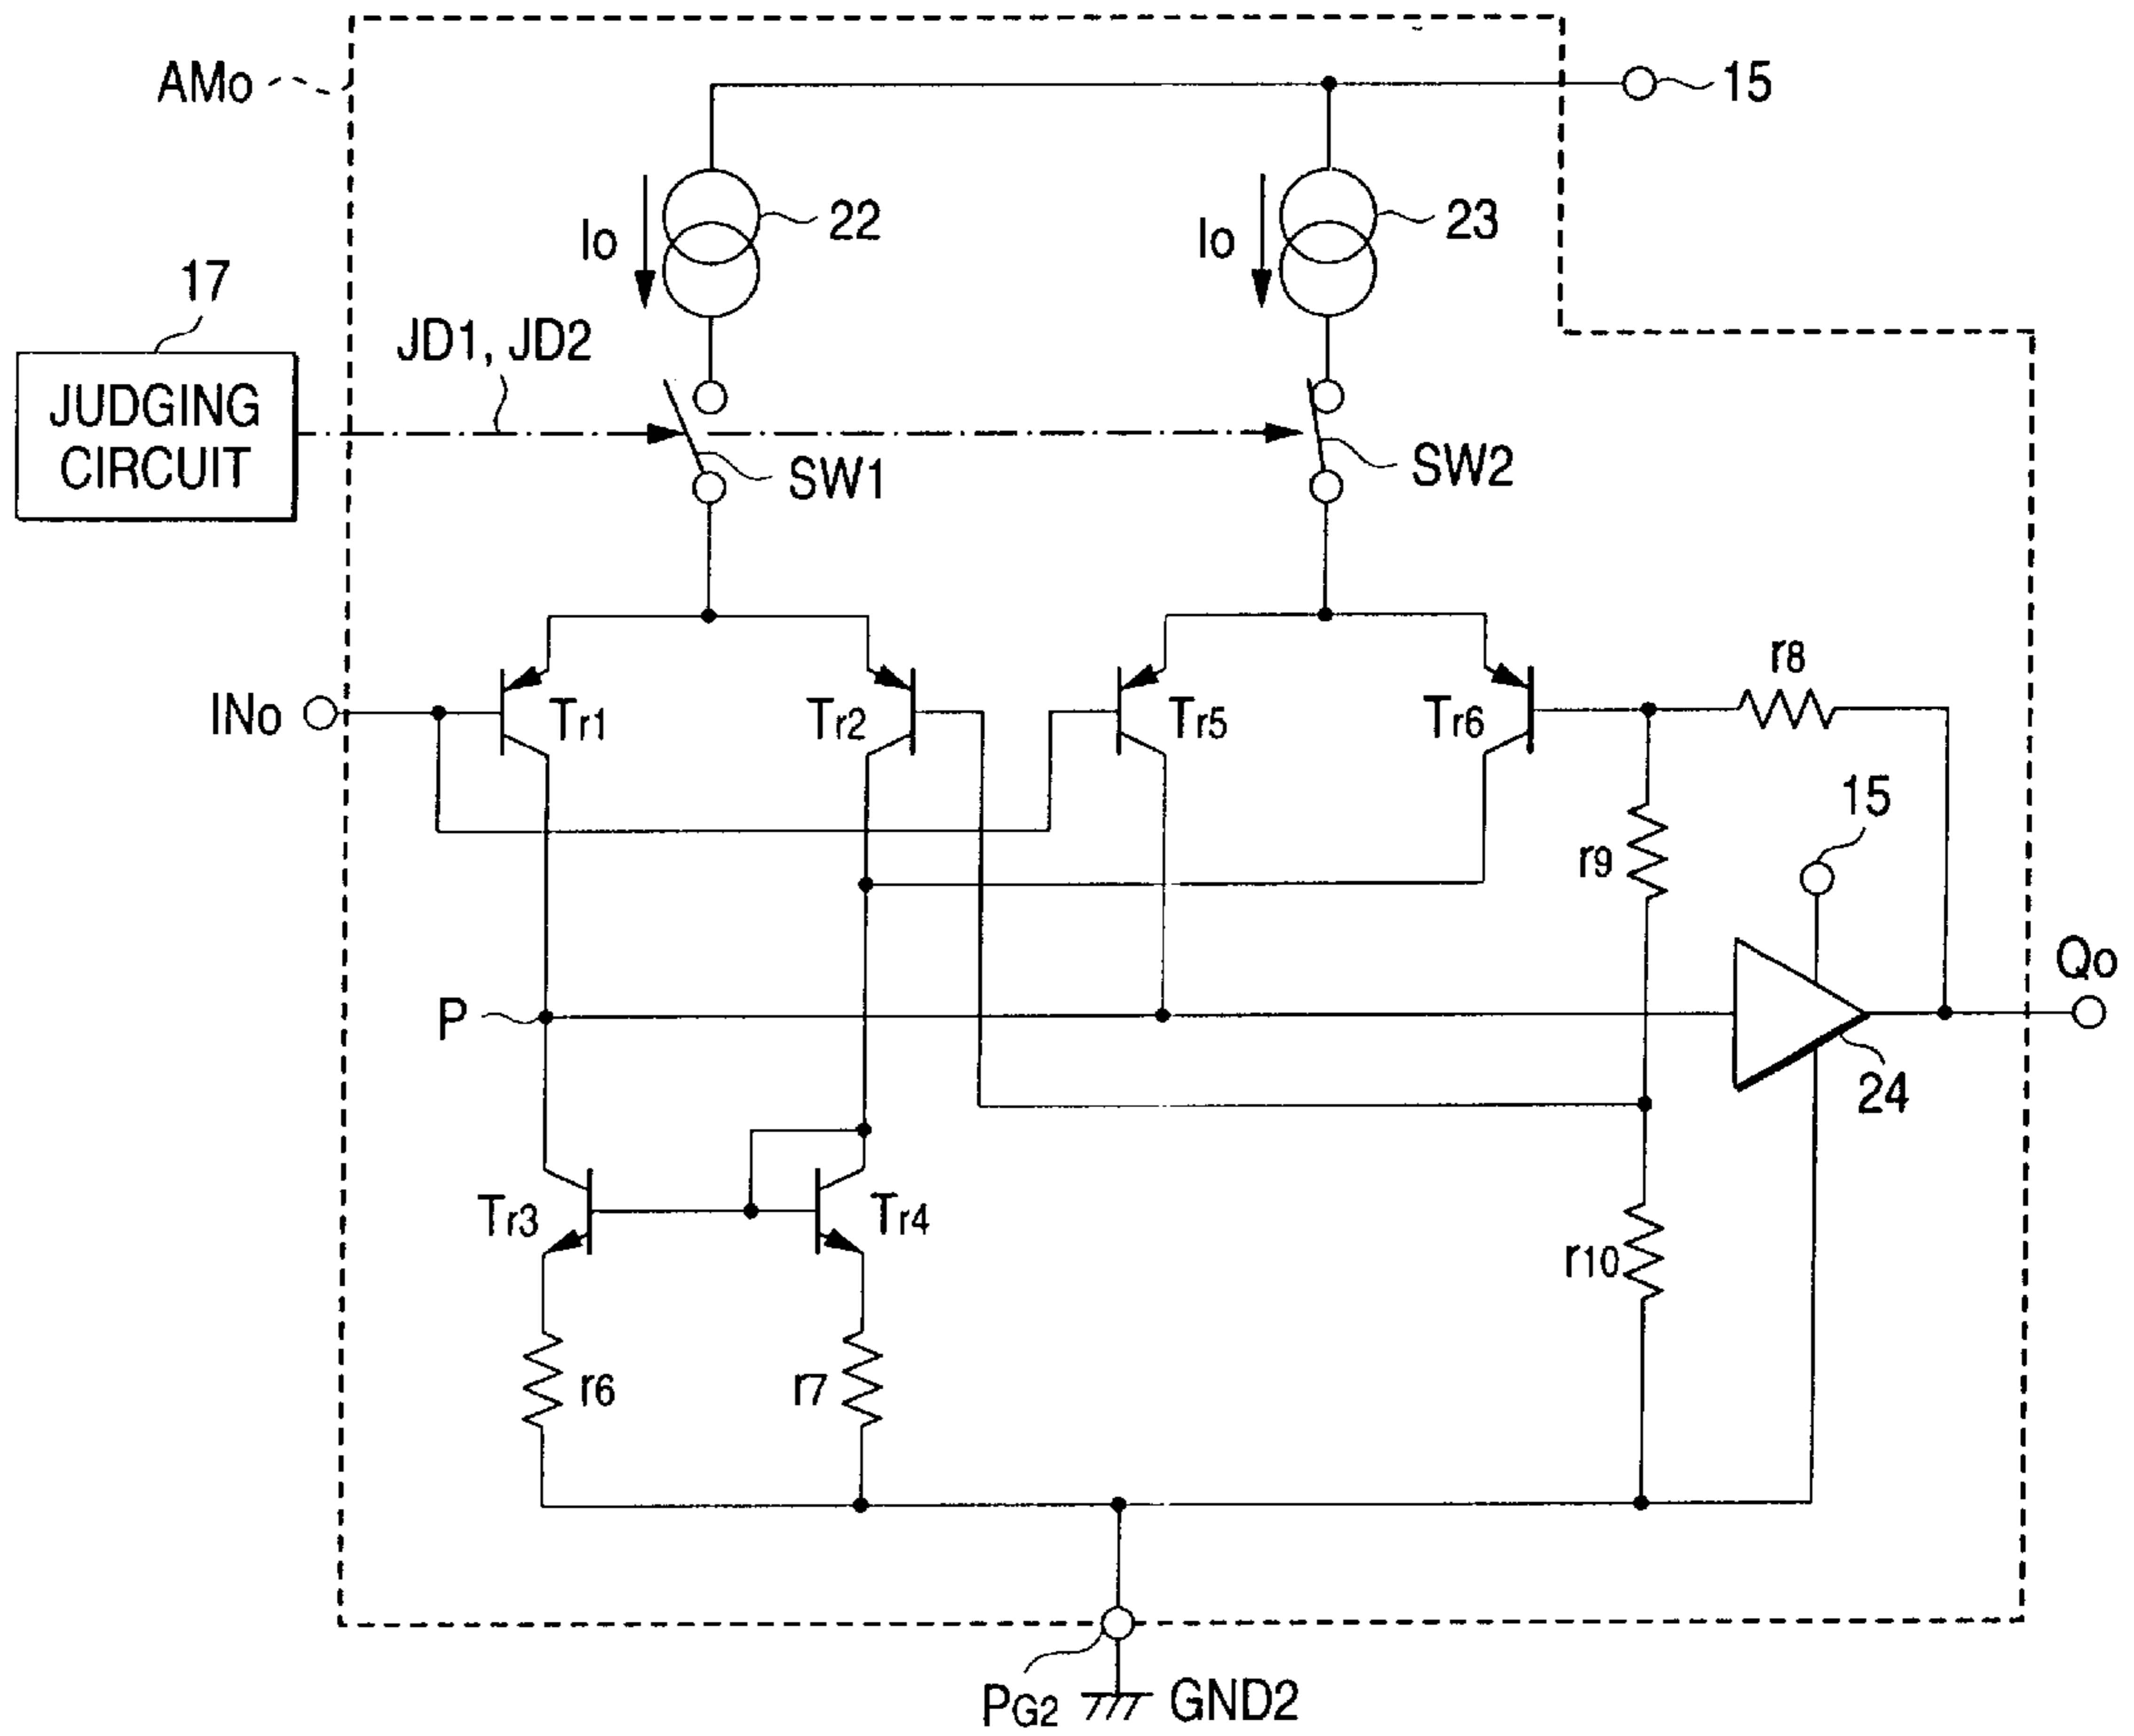 AMo
15
22
23
Io
Io
17
JD1, JD2
JUDGING
CIRCUIT
SW1
SW2
INo
Tr1
Tr2
Tr5
Tr6
r8
15
r9
Qo
P
24
Tr3
Tr4
r10
r6
r7
PG2
GND2